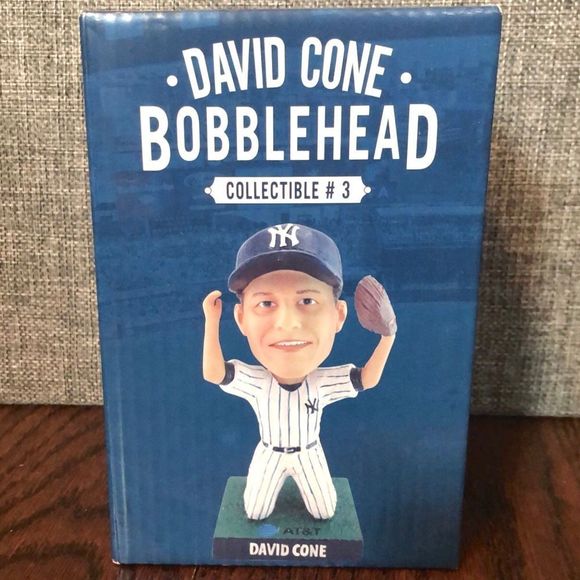 • DAVID CONE •
BOBBLEHEAD
COLLECTIBLE # 3
NY
NY
AT&T
DAVID CONE